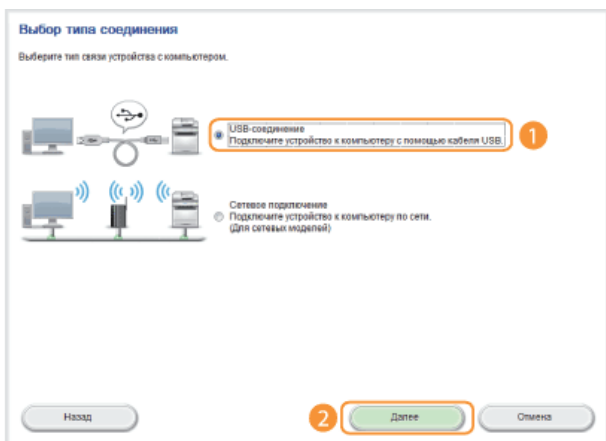 Выбор типа соединения
Выберите тип связи устройства с компьютером.
USB-соединение
Подключите устройство к компьютеру с помощью кабеля USB.
1
Сетевое подключение
Подключите устройство к компьютеру по сети.
(Для сетевых моделей)
Назад
2
Далее
Отмена